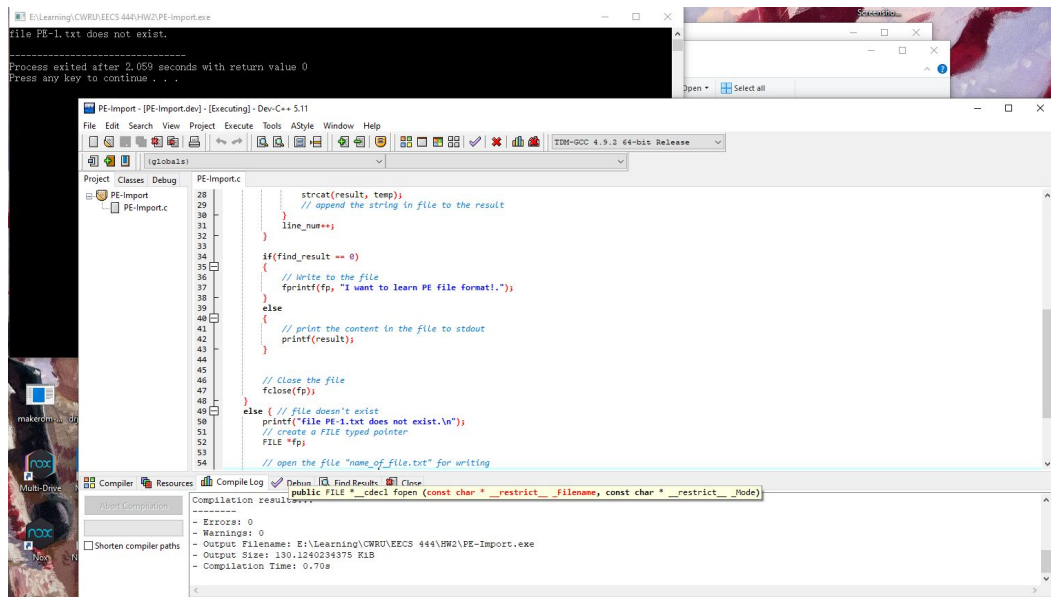 E:\Learning\CWRU\EECS 444\HW2\PE-Import.exe
file PE-1.txt does not exist.
--------------------------------
Process exited after 2.059 seconds with return value 0
Press any key to continue . . .
Screensho...
Open
Select all
PE-Import - [PE-Import.dev] - [Executing] - Dev-C++ 5.11
File Edit Search View Project Execute Tools AStyle Window Help
TDM-GCC 4.9.2 64-bit Release
(globals)
Project Classes Debug
PE-Import
PE-Import.c
PE-Import.c
28 strcat(result, temp);
29 // append the string in file to the result
30 }
31 line_num++;
32 }
33
34 if(find_result == 0)
35 {
36 // Write to the file
37 fprintf(fp, "I want to learn PE file format!.");
38 }
39 else
40 {
41 // print the content in the file to stdout
42 printf(result);
43 }
44
45
46 // Close the file
47 fclose(fp);
48 }
49 else { // file doesn't exist
50 printf("file PE-1.txt does not exist.\n");
51 // create a FILE typed pointer
52 FILE *fp;
53
54 // open the file "name_of_file.txt" for writing
Compiler Resources Compile Log Debug Find Results Close
public FILE *__cdecl fopen (const char * __restrict__ _Filename, const char * __restrict__ _Mode)
Abort Compilation
Shorten compiler paths
Compilation results...
--------
- Errors: 0
- Warnings: 0
- Output Filename: E:\Learning\CWRU\EECS 444\HW2\PE-Import.exe
- Output Size: 130.1240234375 KiB
- Compilation Time: 0.70s
makerom-...
nox
Multi-Drive
nox
Nox